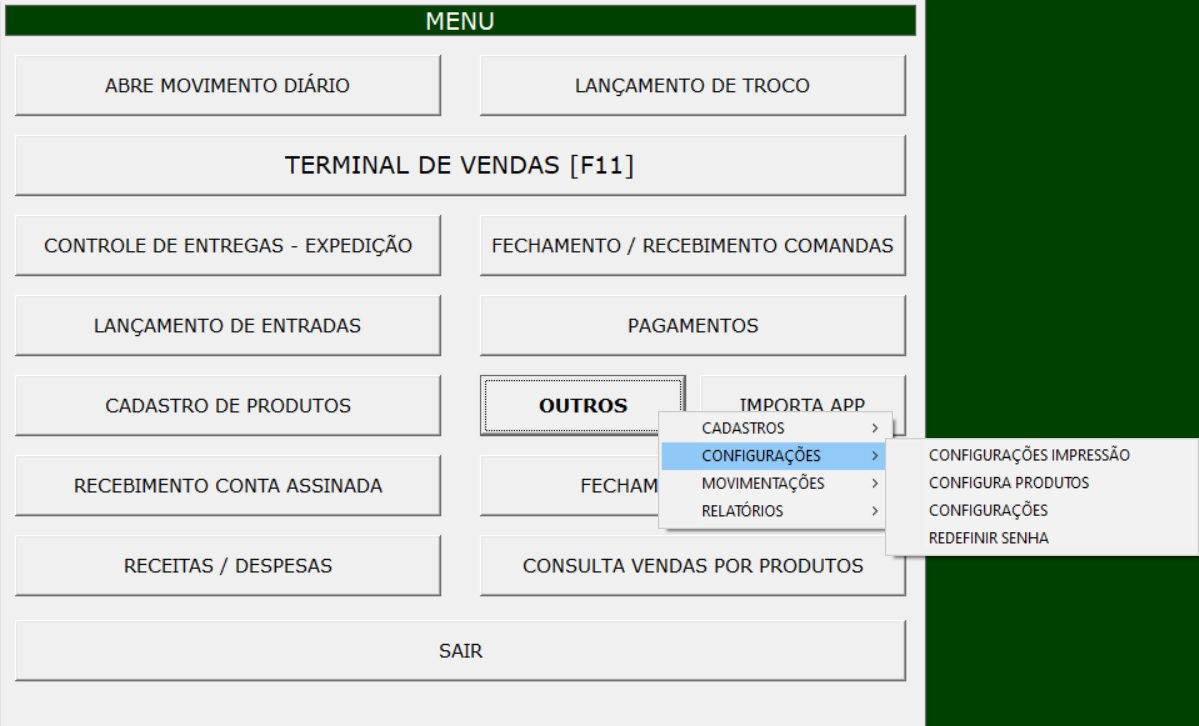 MENU
ABRE MOVIMENTO DIÁRIO
LANÇAMENTO DE TROCO
TERMINAL DE VENDAS [F11]
CONTROLE DE ENTREGAS - EXPEDIÇÃO
FECHAMENTO / RECEBIMENTO COMANDAS
LANÇAMENTO DE ENTRADAS
PAGAMENTOS
CADASTRO DE PRODUTOS
OUTROS
IMPORTA APP
CADASTROS
CONFIGURAÇÕES
MOVIMENTAÇÕES
RELATÓRIOS
CONFIGURAÇÕES IMPRESSÃO
CONFIGURA PRODUTOS
CONFIGURAÇÕES
REDEFINIR SENHA
RECEBIMENTO CONTA ASSINADA
FECHAM
RECEITAS / DESPESAS
CONSULTA VENDAS POR PRODUTOS
SAIR